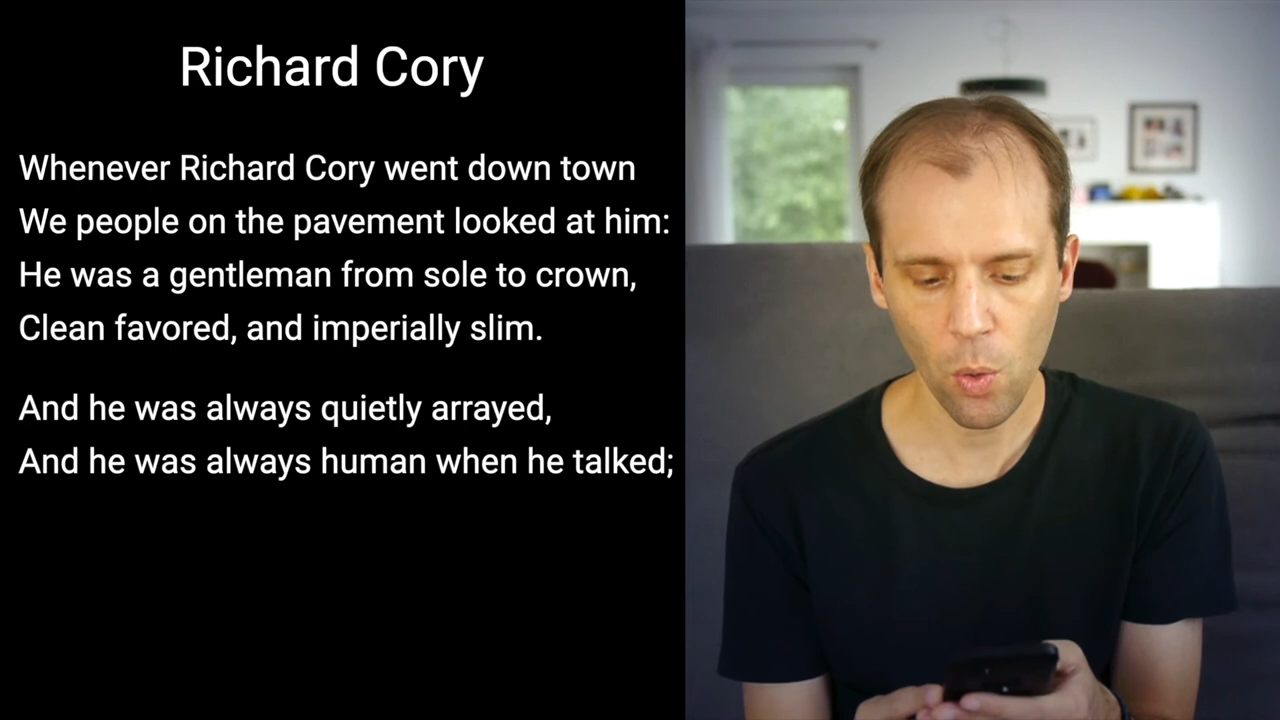 Richard Cory
Whenever Richard Cory went down town
We people on the pavement looked at him:
He was a gentleman from sole to crown,
Clean favored, and imperially slim.
And he was always quietly arrayed,
And he was always human when he talked;